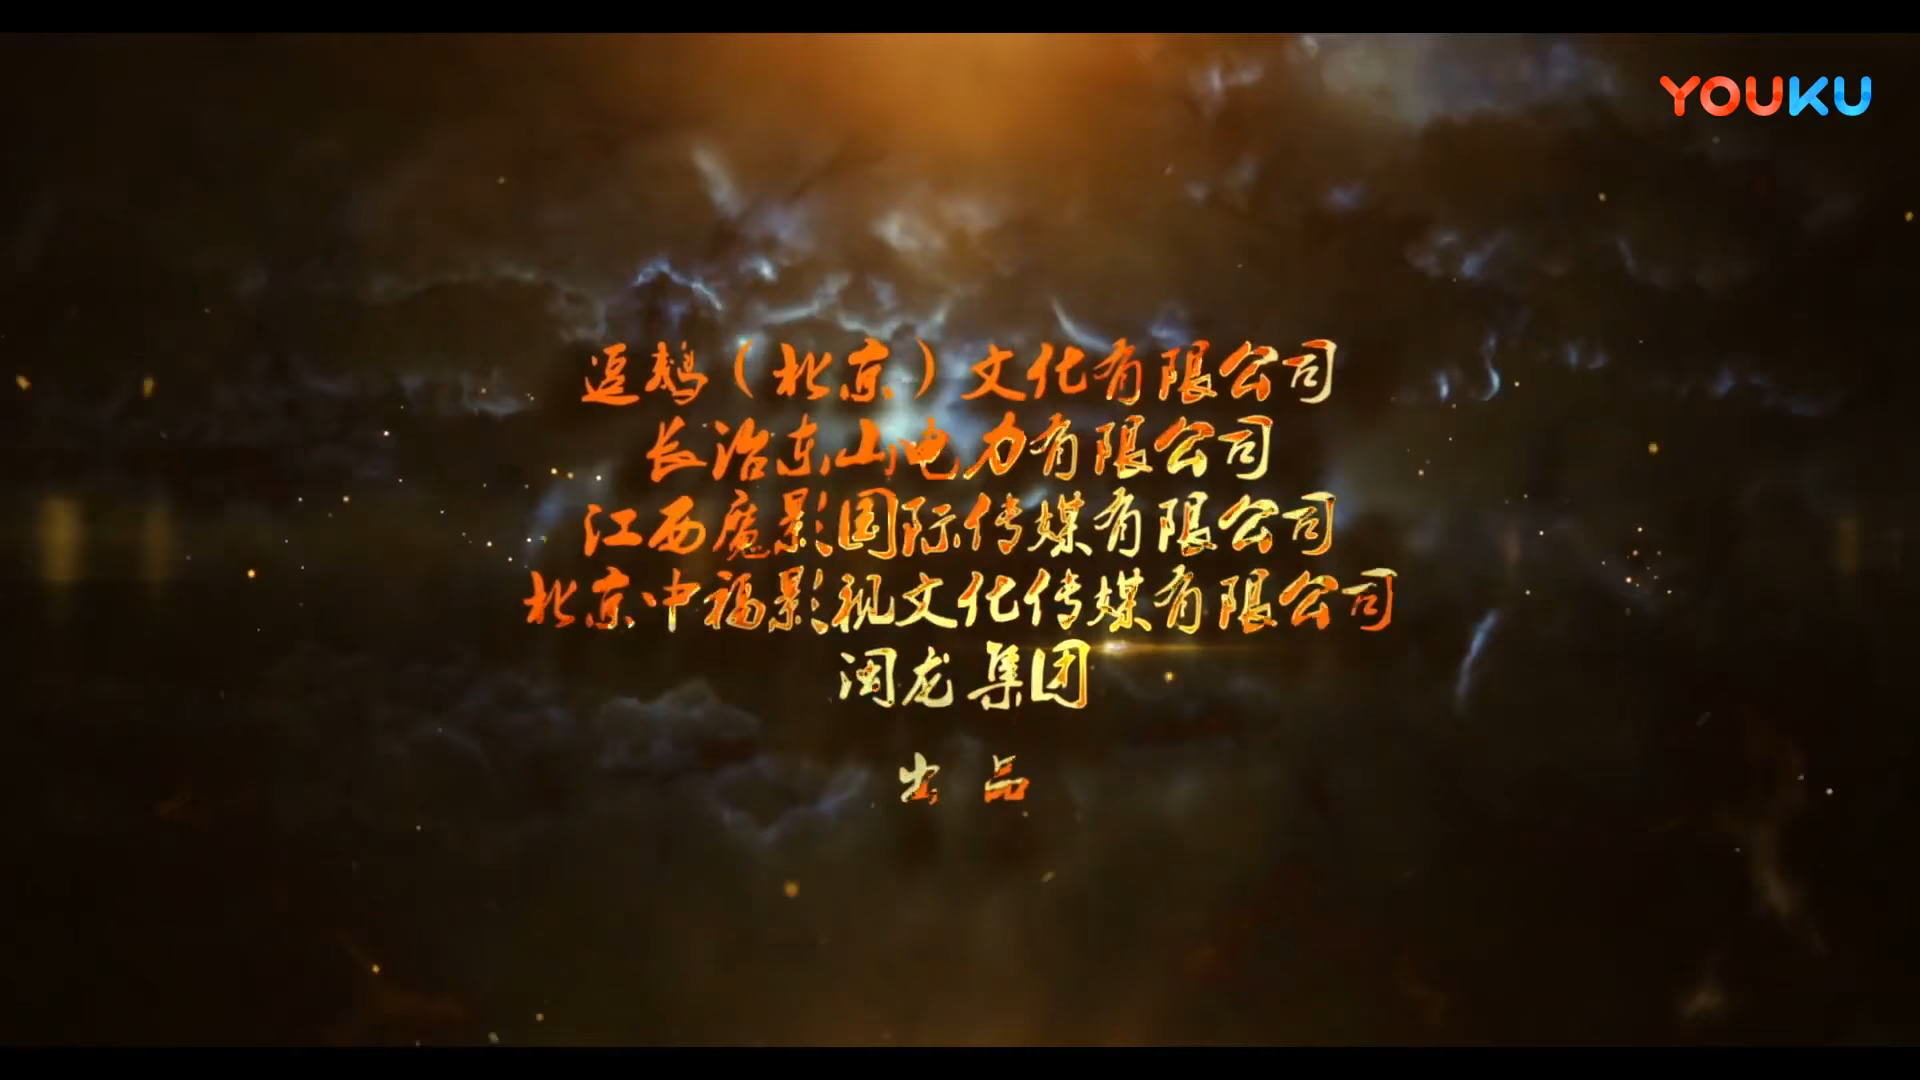 YOUKU
逗鹅（北京）文化有限公司
长治东山电力有限公司
江西魔影国际传媒有限公司
北京中福影视文化传媒有限公司
闽龙集团
出 品